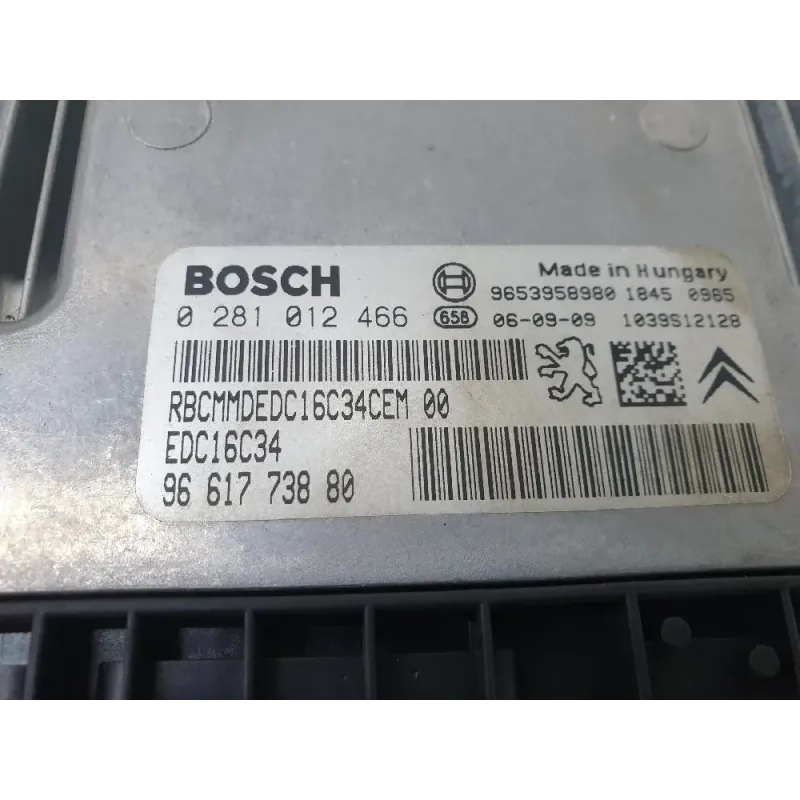 BOSCH
Made in Hungary
9653958980 1845 0965
0 281 012 466
658
06-09-09 1039S12128
RBCMMDEDC16C34CEM 00
EDC16C34
96 617 738 80